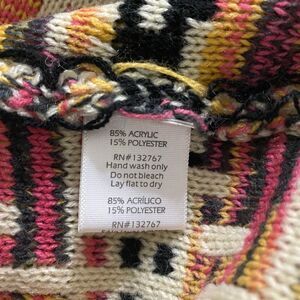 85% ACRYLIC
15% POLYESTER
RN#132767
Hand wash only
Do not bleach
Lay flat to dry
85% ACRÍLICO
15% POLYESTER
RN#132767